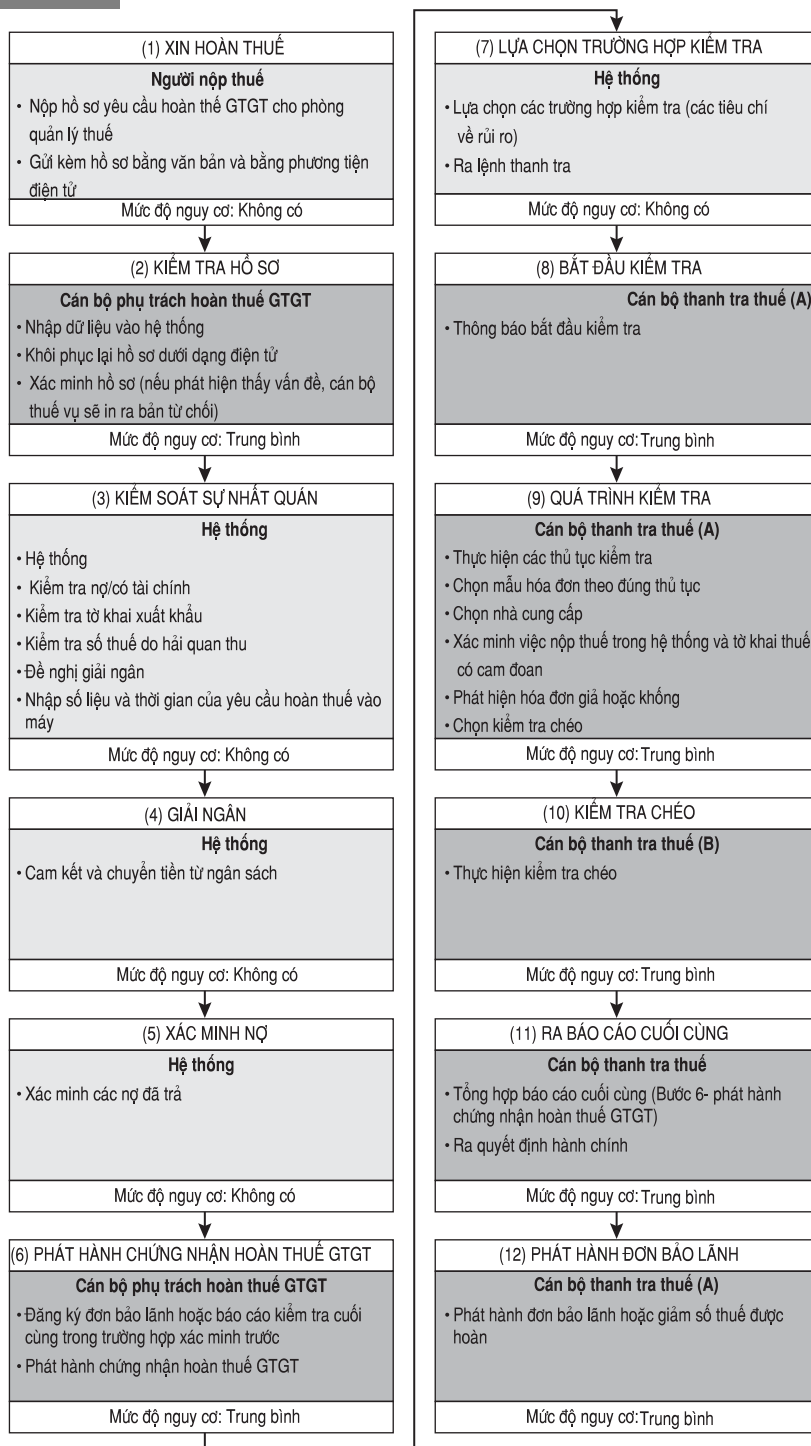 (1) XIN HOÀN THUẾ
Người nộp thuế
• Nộp hồ sơ yêu cầu hoàn thế GTGT cho phòng
quản lý thuế
• Gửi kèm hồ sơ bằng văn bản và bằng phương tiện
điện tử
Mức độ nguy cơ: Không có
(2) KIỂM TRA HỒ SƠ
Cán bộ phụ trách hoàn thuế GTGT
• Nhập dữ liệu vào hệ thống
• Khôi phục lại hồ sơ dưới dạng điện tử
• Xác minh hồ sơ (nếu phát hiện thấy vấn đề, cán bộ
thuế vụ sẽ in ra bản từ chối)
Mức độ nguy cơ: Trung bình
(3) KIỂM SOÁT SỰ NHẤT QUÁN
Hệ thống
• Hệ thống
• Kiểm tra nợ/có tài chính
• Kiểm tra tờ khai xuất khẩu
• Kiểm tra số thuế do hải quan thu
• Đề nghị giải ngân
• Nhập số liệu và thời gian của yêu cầu hoàn thuế vào
máy
Mức độ nguy cơ: Không có
(4) GIẢI NGÂN
Hệ thống
• Cam kết và chuyển tiền từ ngân sách
Mức độ nguy cơ: Không có
(5) XÁC MINH NỢ
Hệ thống
• Xác minh các nợ đã trả
Mức độ nguy cơ: Không có
(6) PHÁT HÀNH CHỨNG NHẬN HOÀN THUẾ GTGT
Cán bộ phụ trách hoàn thuế GTGT
• Đăng ký đơn bảo lãnh hoặc báo cáo kiểm tra cuối
cùng trong trường hợp xác minh trước
• Phát hành chứng nhận hoàn thuế GTGT
Mức độ nguy cơ: Trung bình
(7) LỰA CHỌN TRƯỜNG HỢP KIỂM TRA
Hệ thống
• Lựa chọn các trường hợp kiểm tra (các tiêu chí
về rủi ro)
• Ra lệnh thanh tra
Mức độ nguy cơ: Không có
(8) BẮT ĐẦU KIỂM TRA
Cán bộ thanh tra thuế (A)
• Thông báo bắt đầu kiểm tra
Mức độ nguy cơ: Trung bình
(9) QUÁ TRÌNH KIỂM TRA
Cán bộ thanh tra thuế (A)
• Thực hiện các thủ tục kiểm tra
• Chọn mẫu hóa đơn theo đúng thủ tục
• Chọn nhà cung cấp
• Xác minh việc nộp thuế trong hệ thống và tờ khai thuế
có cam đoan
• Phát hiện hóa đơn giả hoặc khống
• Chọn kiểm tra chéo
Mức độ nguy cơ: Trung bình
(10) KIỂM TRA CHÉO
Cán bộ thanh tra thuế (B)
• Thực hiện kiểm tra chéo
Mức độ nguy cơ: Trung bình
(11) RA BÁO CÁO CUỐI CÙNG
Cán bộ thanh tra thuế
• Tổng hợp báo cáo cuối cùng (Bước 6- phát hành
chứng nhận hoàn thuế GTGT)
• Ra quyết định hành chính
Mức độ nguy cơ: Trung bình
(12) PHÁT HÀNH ĐƠN BẢO LÃNH
Cán bộ thanh tra thuế (A)
• Phát hành đơn bảo lãnh hoặc giảm số thuế được
hoàn
Mức độ nguy cơ: Trung bình